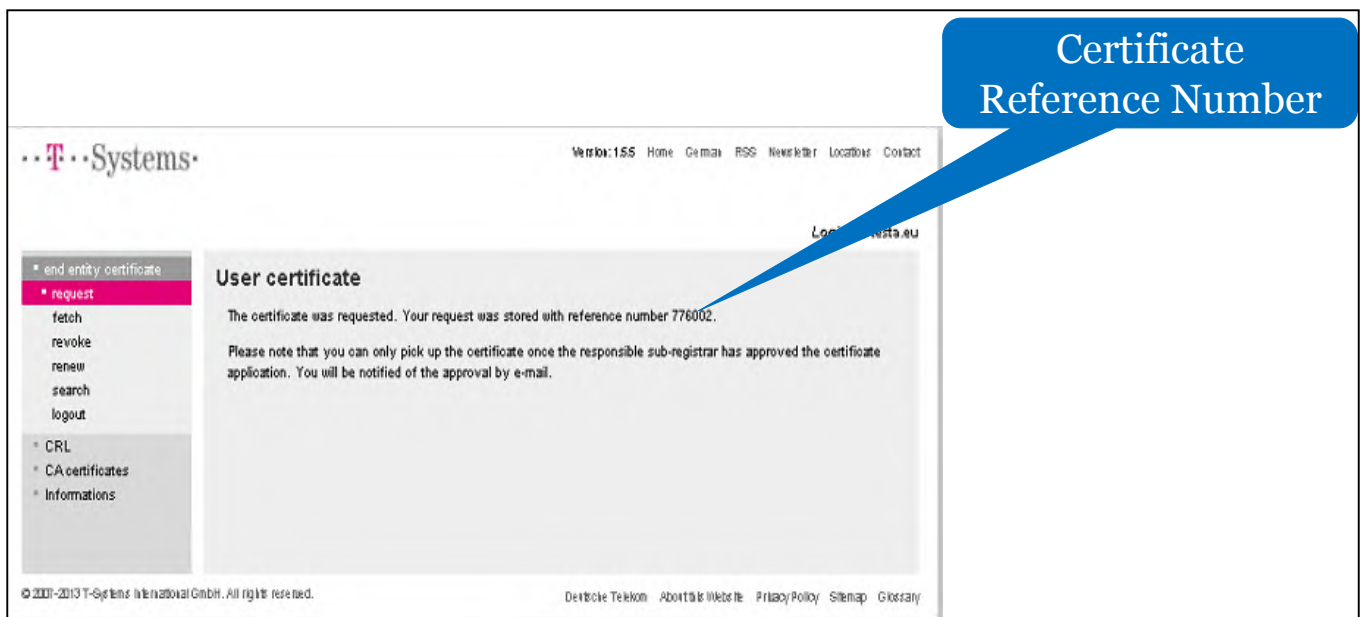 Certificate
Reference Number
··T··Systems·
Version:1.5.5 Home German RSS Newsletter Locations Contact
esta.eu
end entity certificate
request
fetch
revoke
renew
search
logout
CRL
CA certificates
Informations
User certificate
The certificate was requested. Your request was stored with reference number 776002.
Please note that you can only pick up the certificate once the responsible sub-registrar has approved the certificate
application. You will be notified of the approval by e-mail.
© 2007-2013 T-Systems International GmbH. All rights reserved.
Deutsche Telekom About this Website Privacy Policy Sitemap Glossary